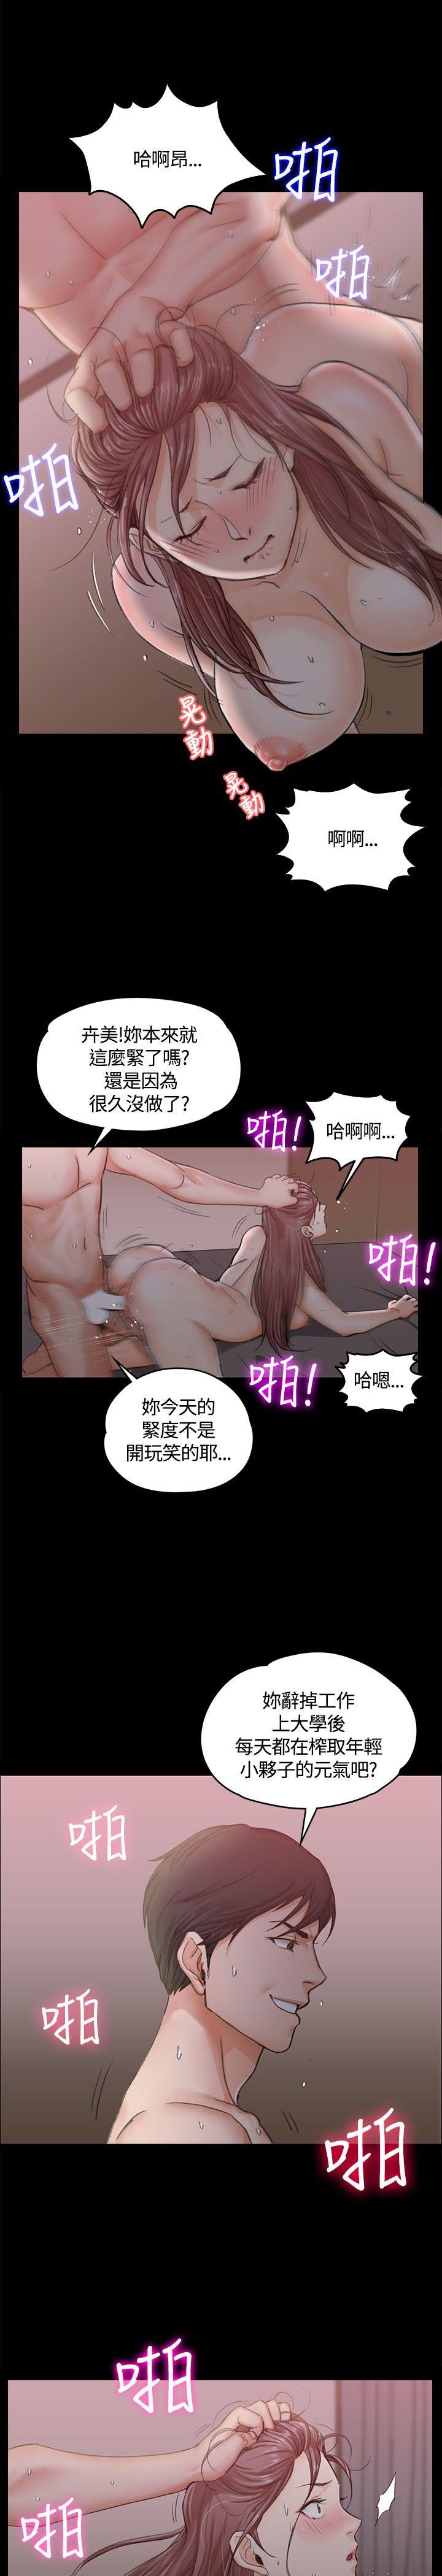 哈啊昂...
啪
啪
啪
晃動
晃動
啊啊...
卉美!妳本來就
這麼緊了嗎?
還是因為
很久沒做了?
啪!
哈啊啊...
啪!
啪!
哈嗯...
妳今天的
緊度不是
開玩笑的耶...
妳辭掉工作
上大學後
每天都在榨取年輕
小夥子的元氣吧?
啪
啪
啪
啪
啪